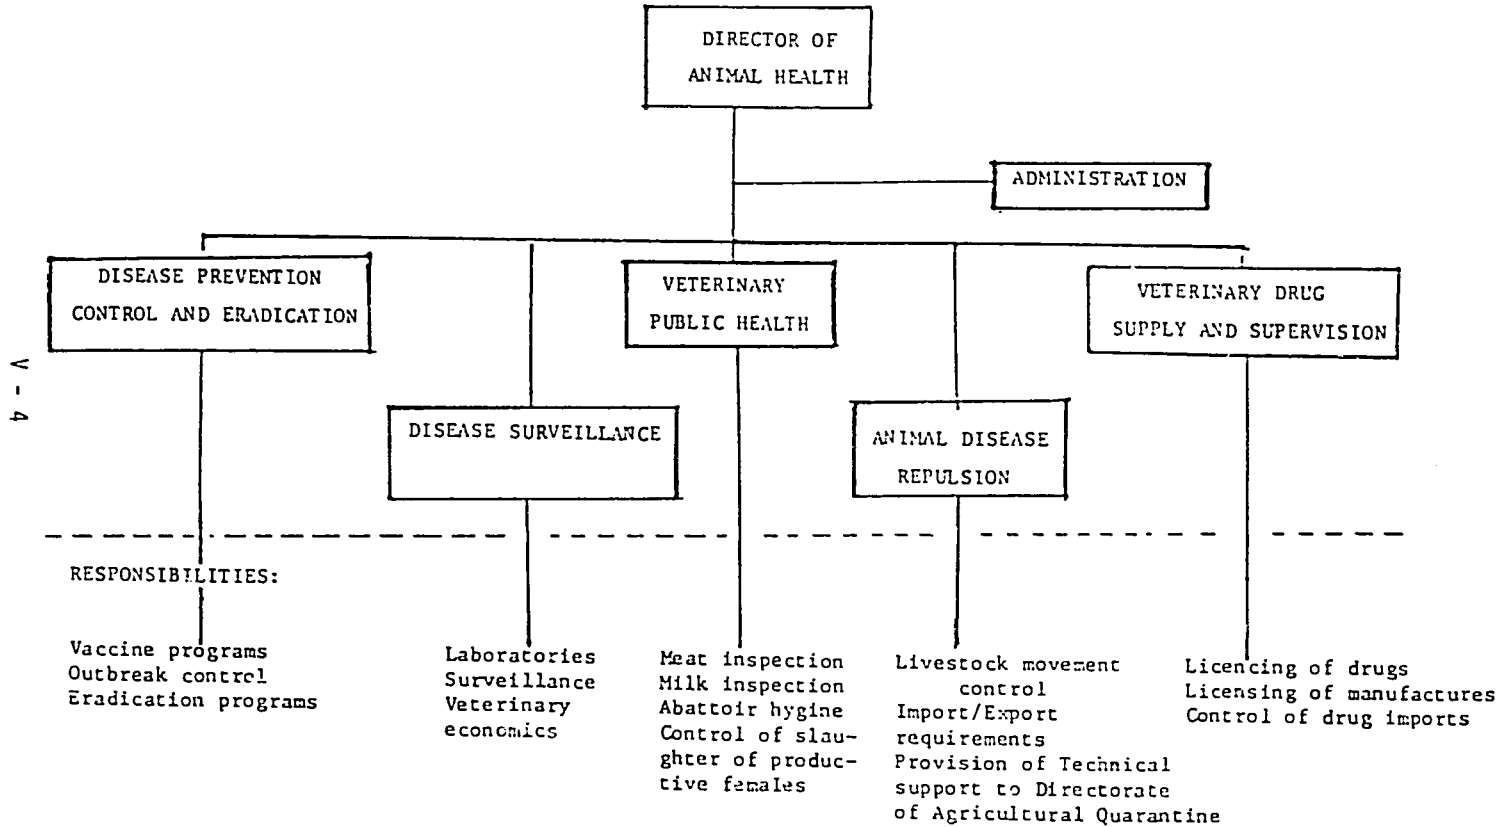 DIRECTOR OF
ANIMAL HEALTH
ADMINISTRATION
DISEASE PREVENTION
CONTROL AND ERADICATION
VETERINARY
PUBLIC HEALTH
VETERINARY DRUG
SUPPLY AND SUPERVISION
DISEASE SURVEILLANCE
ANIMAL DISEASE
REPULSION
V - 4
RESPONSIBILITIES:
Vaccine programs
Outbreak control
Eradication programs
Laboratories
Surveillance
Veterinary
economics
Meat inspection
Milk inspection
Abattoir hygine
Control of slau-
ghter of produc-
tive females
Livestock movement
control
Import/Export
requirements
Provision of Technical
support to Directorate
of Agricultural Quarantine
Licencing of drugs
Licensing of manufactures
Control of drug imports